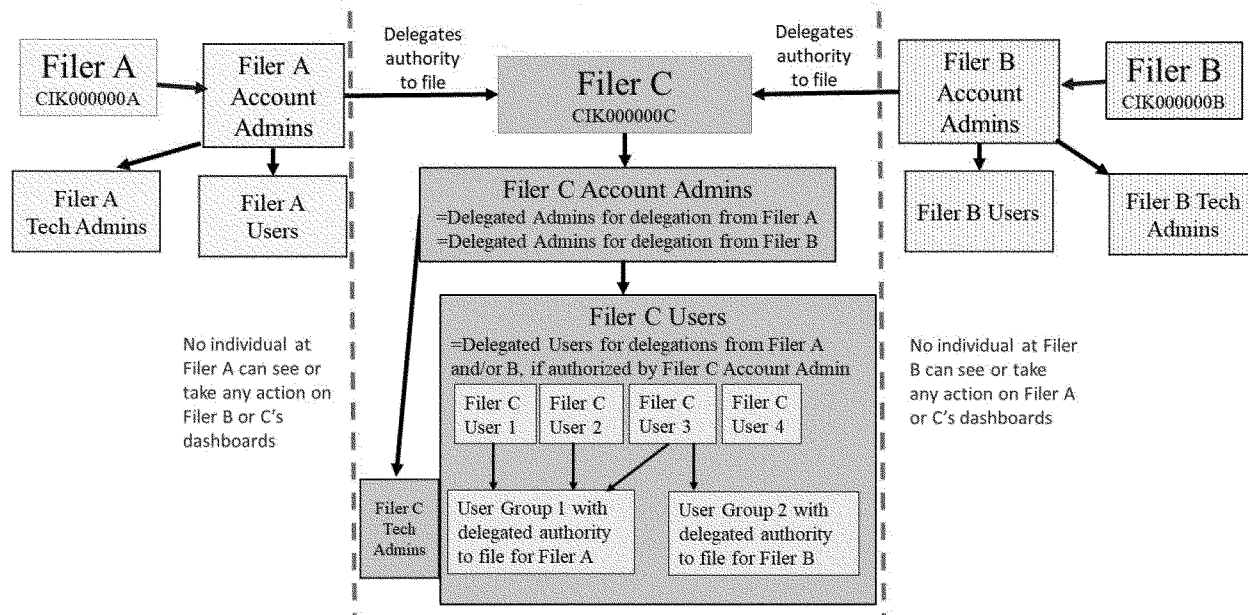 Filer A
CIK000000A
Filer A
Account
Admins
Filer A
Tech Admins
Filer A
Users
No individual at
Filer A can see or
take any action on
Filer B or C's
dashboards
Delegates
authority
to file
Filer C
CIK000000C
Delegates
authority
to file
Filer C Account Admins
=Delegated Admins for delegation from Filer A
=Delegated Admins for delegation from Filer B
Filer C Users
=Delegated Users for delegations from Filer A
and/or B, if authorized by Filer C Account Admin
Filer C
User 1
Filer C
User 2
Filer C
User 3
Filer C
User 4
Filer C
Tech
Admins
User Group 1 with
delegated authority
to file for Filer A
User Group 2 with
delegated authority
to file for Filer B
Filer B
Account
Admins
Filer B
CIK000000B
Filer B Users
Filer B Tech
Admins
No individual at Filer
B can see or take
any action on Filer A
or C's dashboards